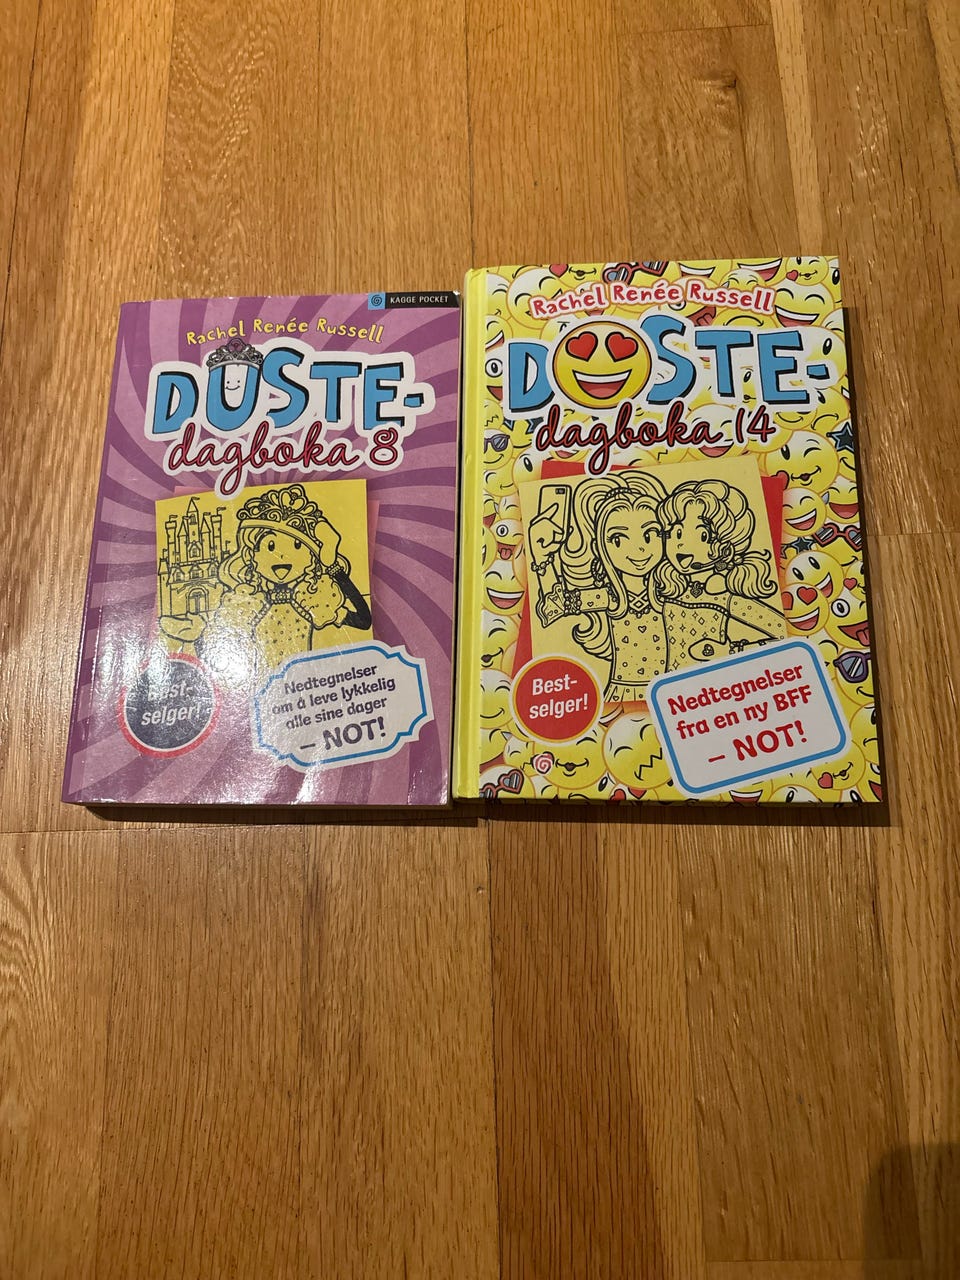 KAGGE POCKET
Rachel Renée Russell
DUSTE-
dagboka 8
Best-
selger!
Nedtegnelser
om å leve lykkelig
alle sine dager
– NOT!
Rachel Renée Russell
DUSTE-
dagboka 14
Best-
selger!
Nedtegnelser
fra en ny BFF
– NOT!